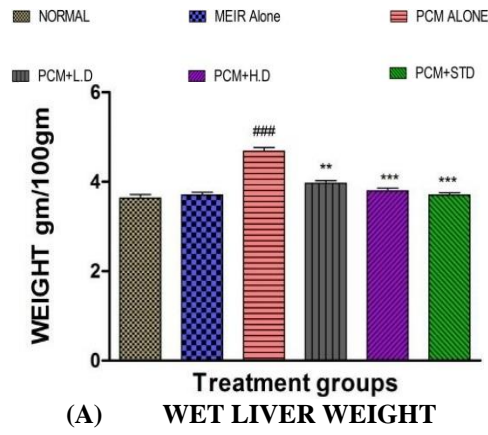 NORMAL MEIR Alone PCM ALONE
PCM+L.D PCM+H.D PCM+STD
6
###
** *** ***
4
2
0
WEIGHT gm/100gm
Treatment groups
(A) WET LIVER WEIGHT